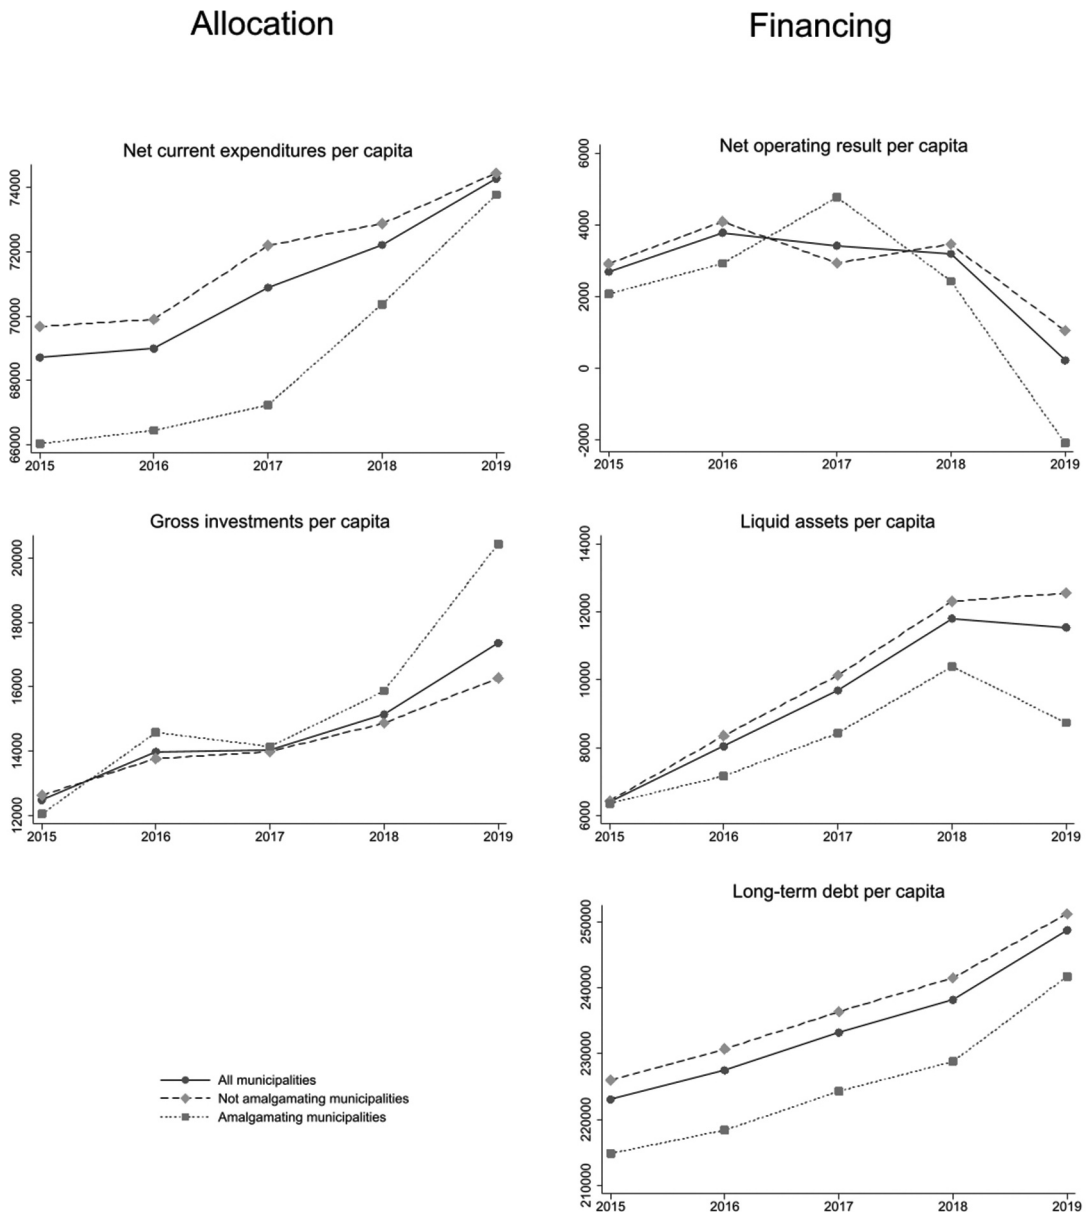 Allocation
Financing
Net current expenditures per capita
74000
72000
70000
68000
66000
2015 2016 2017 2018 2019
Net operating result per capita
6000
4000
2000
0
-2000
2015 2016 2017 2018 2019
Gross investments per capita
20000
18000
16000
14000
12000
2015 2016 2017 2018 2019
Liquid assets per capita
14000
12000
10000
8000
6000
2015 2016 2017 2018 2019
Long-term debt per capita
250000
240000
230000
220000
210000
2015 2016 2017 2018 2019
All municipalities
Not amalgamating municipalities
Amalgamating municipalities